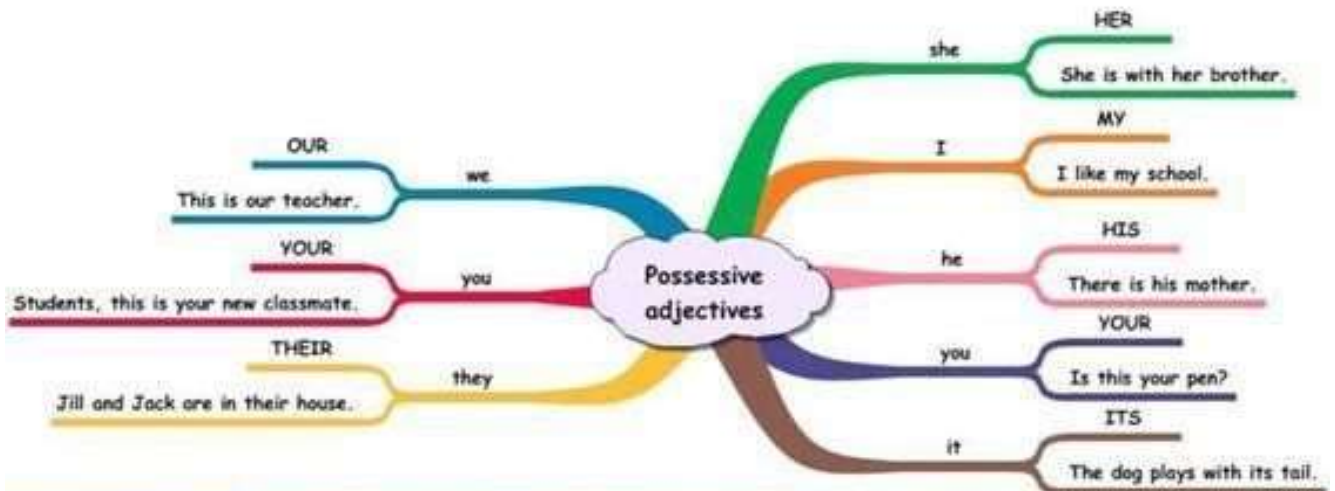 Possessive
adjectives
she
HER
She is with her brother.
I
MY
I like my school.
he
HIS
There is his mother.
you
YOUR
Is this your pen?
it
ITS
The dog plays with its tail.
we
OUR
This is our teacher.
you
YOUR
Students, this is your new classmate.
they
THEIR
Jill and Jack are in their house.